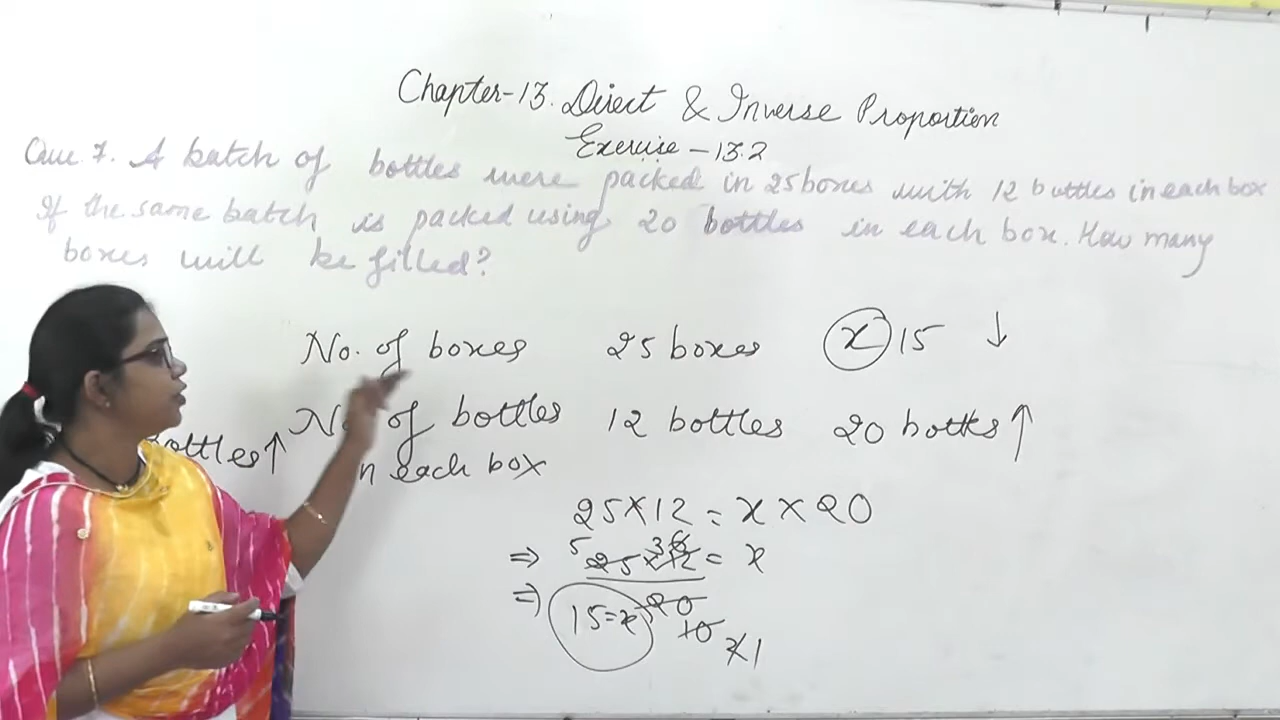 Chapter-13. Direct & Inverse Proportion
Exercise - 13.2
Que 7. A batch of bottles were packed in 25 boxes with 12 bottles in each box
If the same batch is packed using 20 bottles in each box. How many
boxes will be filled?
No. of boxes 25 boxes x 15 ↓
No. of bottles 12 bottles 20 bottles ↑
in each box
bottles ↑
25 × 12 = x × 20
⇒ 25 × 12 = x
20
⇒ 15 = x